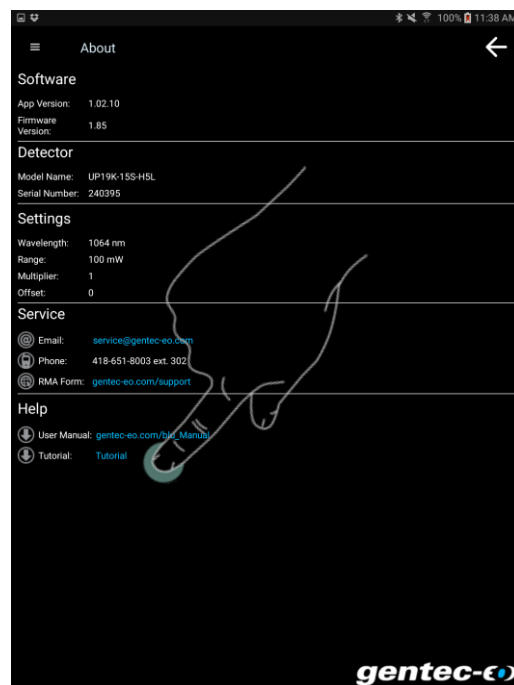 100% 11:38 AM
About
Software
App Version: 1.02.10
Firmware Version: 1.85
Detector
Model Name: UP19K-15S-H5L
Serial Number: 240395
Settings
Wavelength: 1064 nm
Range: 100 mW
Multiplier: 1
Offset: 0
Service
Email: service@gentec-eo.com
Phone: 418-651-8003 ext. 302
RMA Form: gentec-eo.com/support
Help
User Manual: gentec-eo.com/blu_Manual
Tutorial: Tutorial
gentec-eo